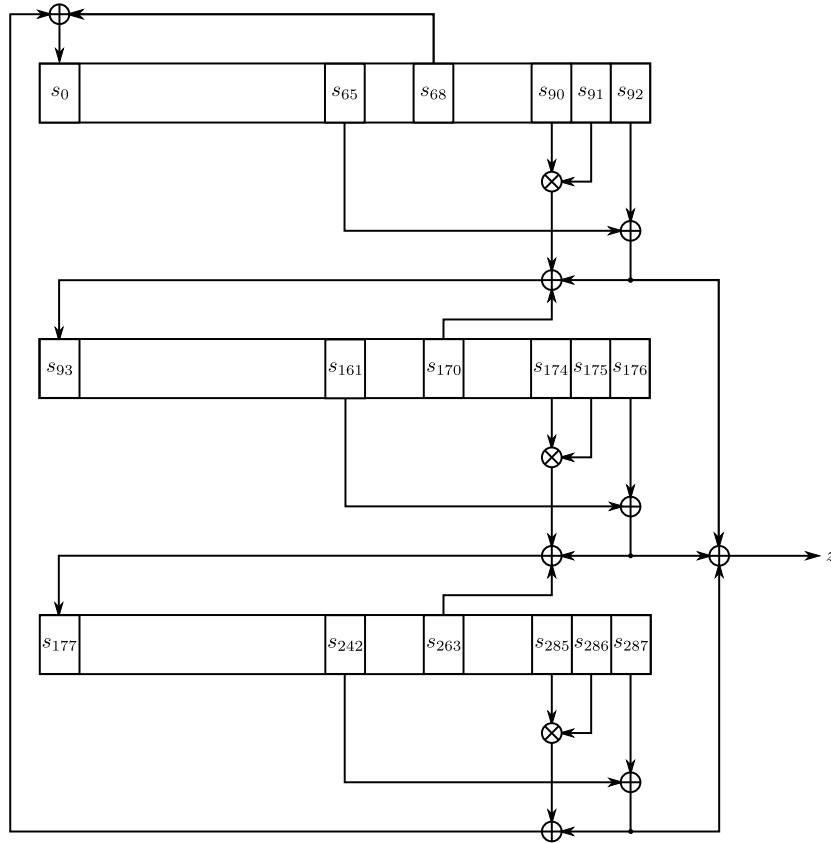 s₀ s₆₅ s₆₈ s₉₀ s₉₁ s₉₂
s₉₃ s₁₆₁ s₁₇₀ s₁₇₄ s₁₇₅ s₁₇₆
z
s₁₇₇ s₂₄₂ s₂₆₃ s₂₈₅ s₂₈₆ s₂₈₇